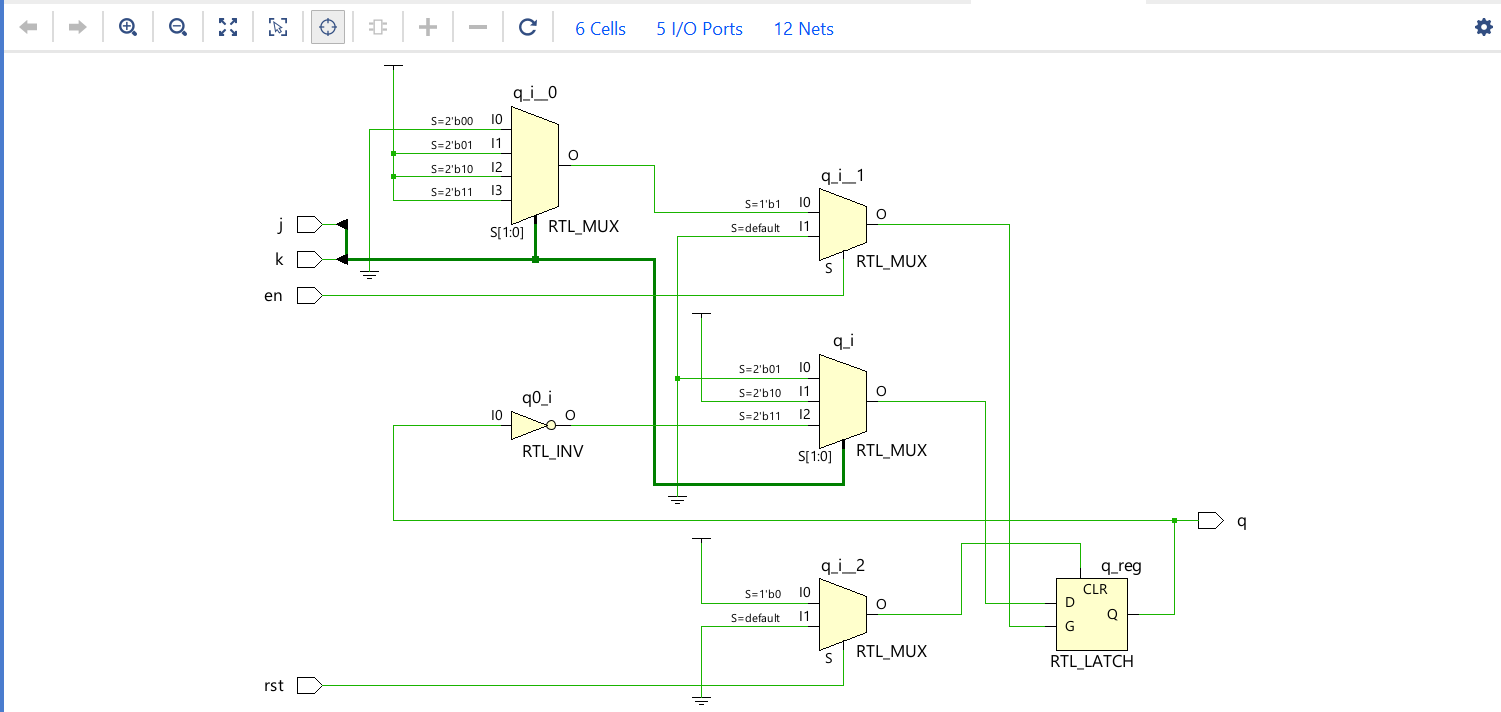 6 Cells 5 I/O Ports 12 Nets
q_i__0
S=2'b00 I0
S=2'b01 I1
S=2'b10 I2
S=2'b11 I3
O
S[1:0]
RTL_MUX
j
k
en
q_i__1
S=1'b1 I0
S=default I1
O
S
RTL_MUX
q_i
S=2'b01 I0
S=2'b10 I1
S=2'b11 I2
O
S[1:0]
RTL_MUX
q0_i
I0 O
RTL_INV
q
q_i__2
S=1'b0 I0
S=default I1
O
S
RTL_MUX
q_reg
CLR
D
Q
G
RTL_LATCH
rst